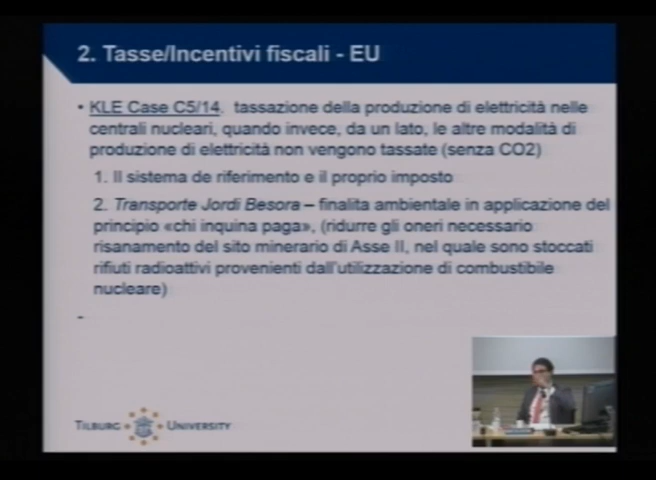 2. Tasse/Incentivi fiscali - EU
• KLE Case C5/14, tassazione della produzione di elettricità nelle
centrali nucleari, quando invece, da un lato, le altre modalità di
produzione di elettricità non vengono tassate (senza CO2)
1. Il sistema de riferimento e il proprio imposto
2. Transporte Jordi Besora – finalita ambientale in applicazione del
principio «chi inquina paga», (ridurre gli oneri necessario
risanamento del sito minerario di Asse II, nel quale sono stoccati
rifiuti radioattivi provenienti dall'utilizzazione di combustibile
nucleare)
-
TILBURG UNIVERSITY